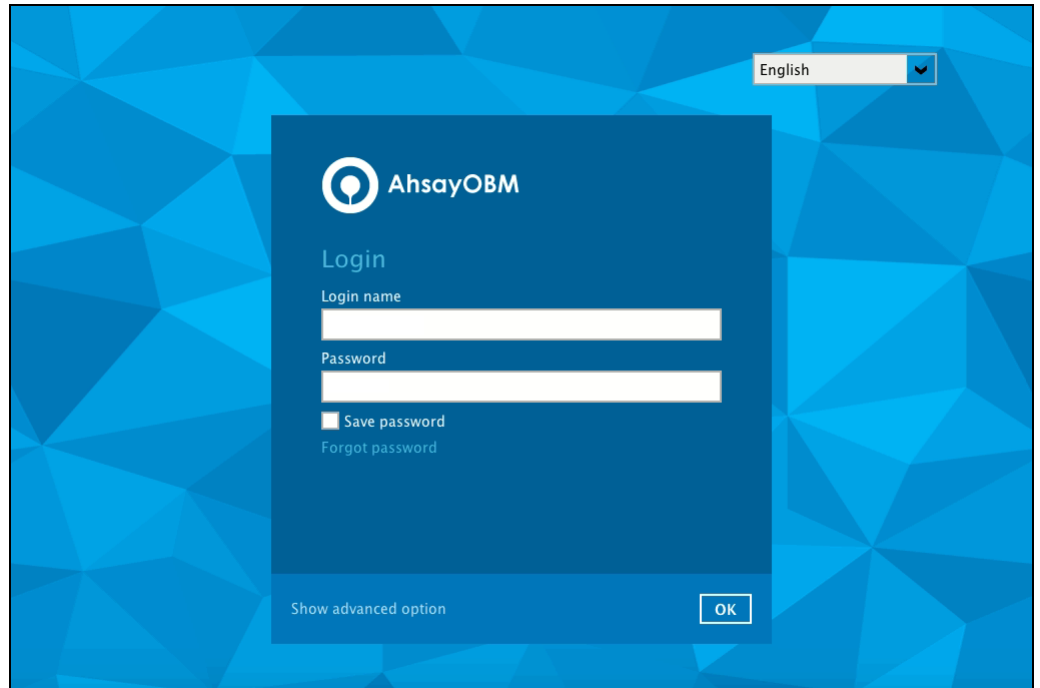 English
AhsayOBM
Login
Login name
Password
Save password
Forgot password
Show advanced option
OK